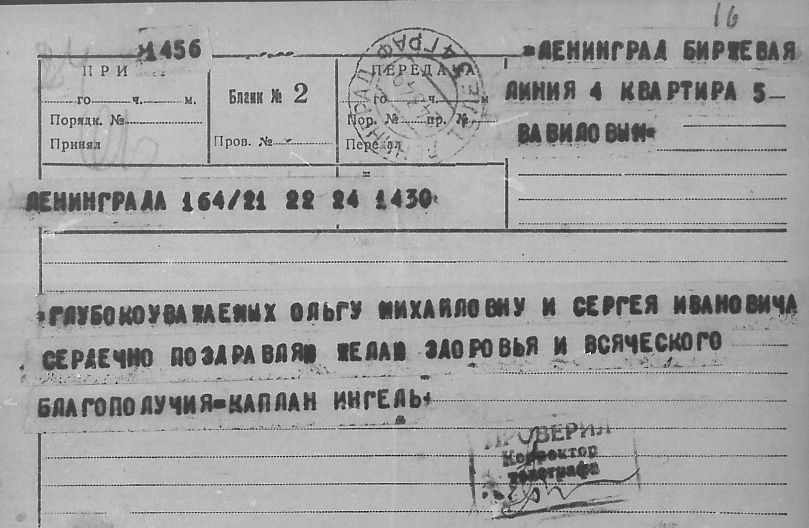 16
1456
=ЛЕНИНГРАД БИРЖЕВАЯ
ЛИНИЯ 4 КВАРТИРА 5—
ВАВИЛОВЫМ=
ПРИ
го ч. м.
Порядк. №
Принял
Бланк № 2
Пров. №
ПЕРЕДАЧА
го ч. м
Пор. № пр. №
Передал
ЛЕНИНГРАДА 164/21 22 24 1430
=ГЛУБОКОУВАЖАЕМЫХ ОЛЬГУ МИХАЙЛОВНУ И СЕРГЕЯ ИВАНОВИЧА
СЕРДЕЧНО ПОЗДРАВЛЯЮ ЖЕЛАЮ ЗДОРОВЬЯ И ВСЯЧЕСКОГО
БЛАГОПОЛУЧИЯ=КАПЛАН ИНГЕЛЬ
ПРОВЕРИЛ
Корректор
телеграфа